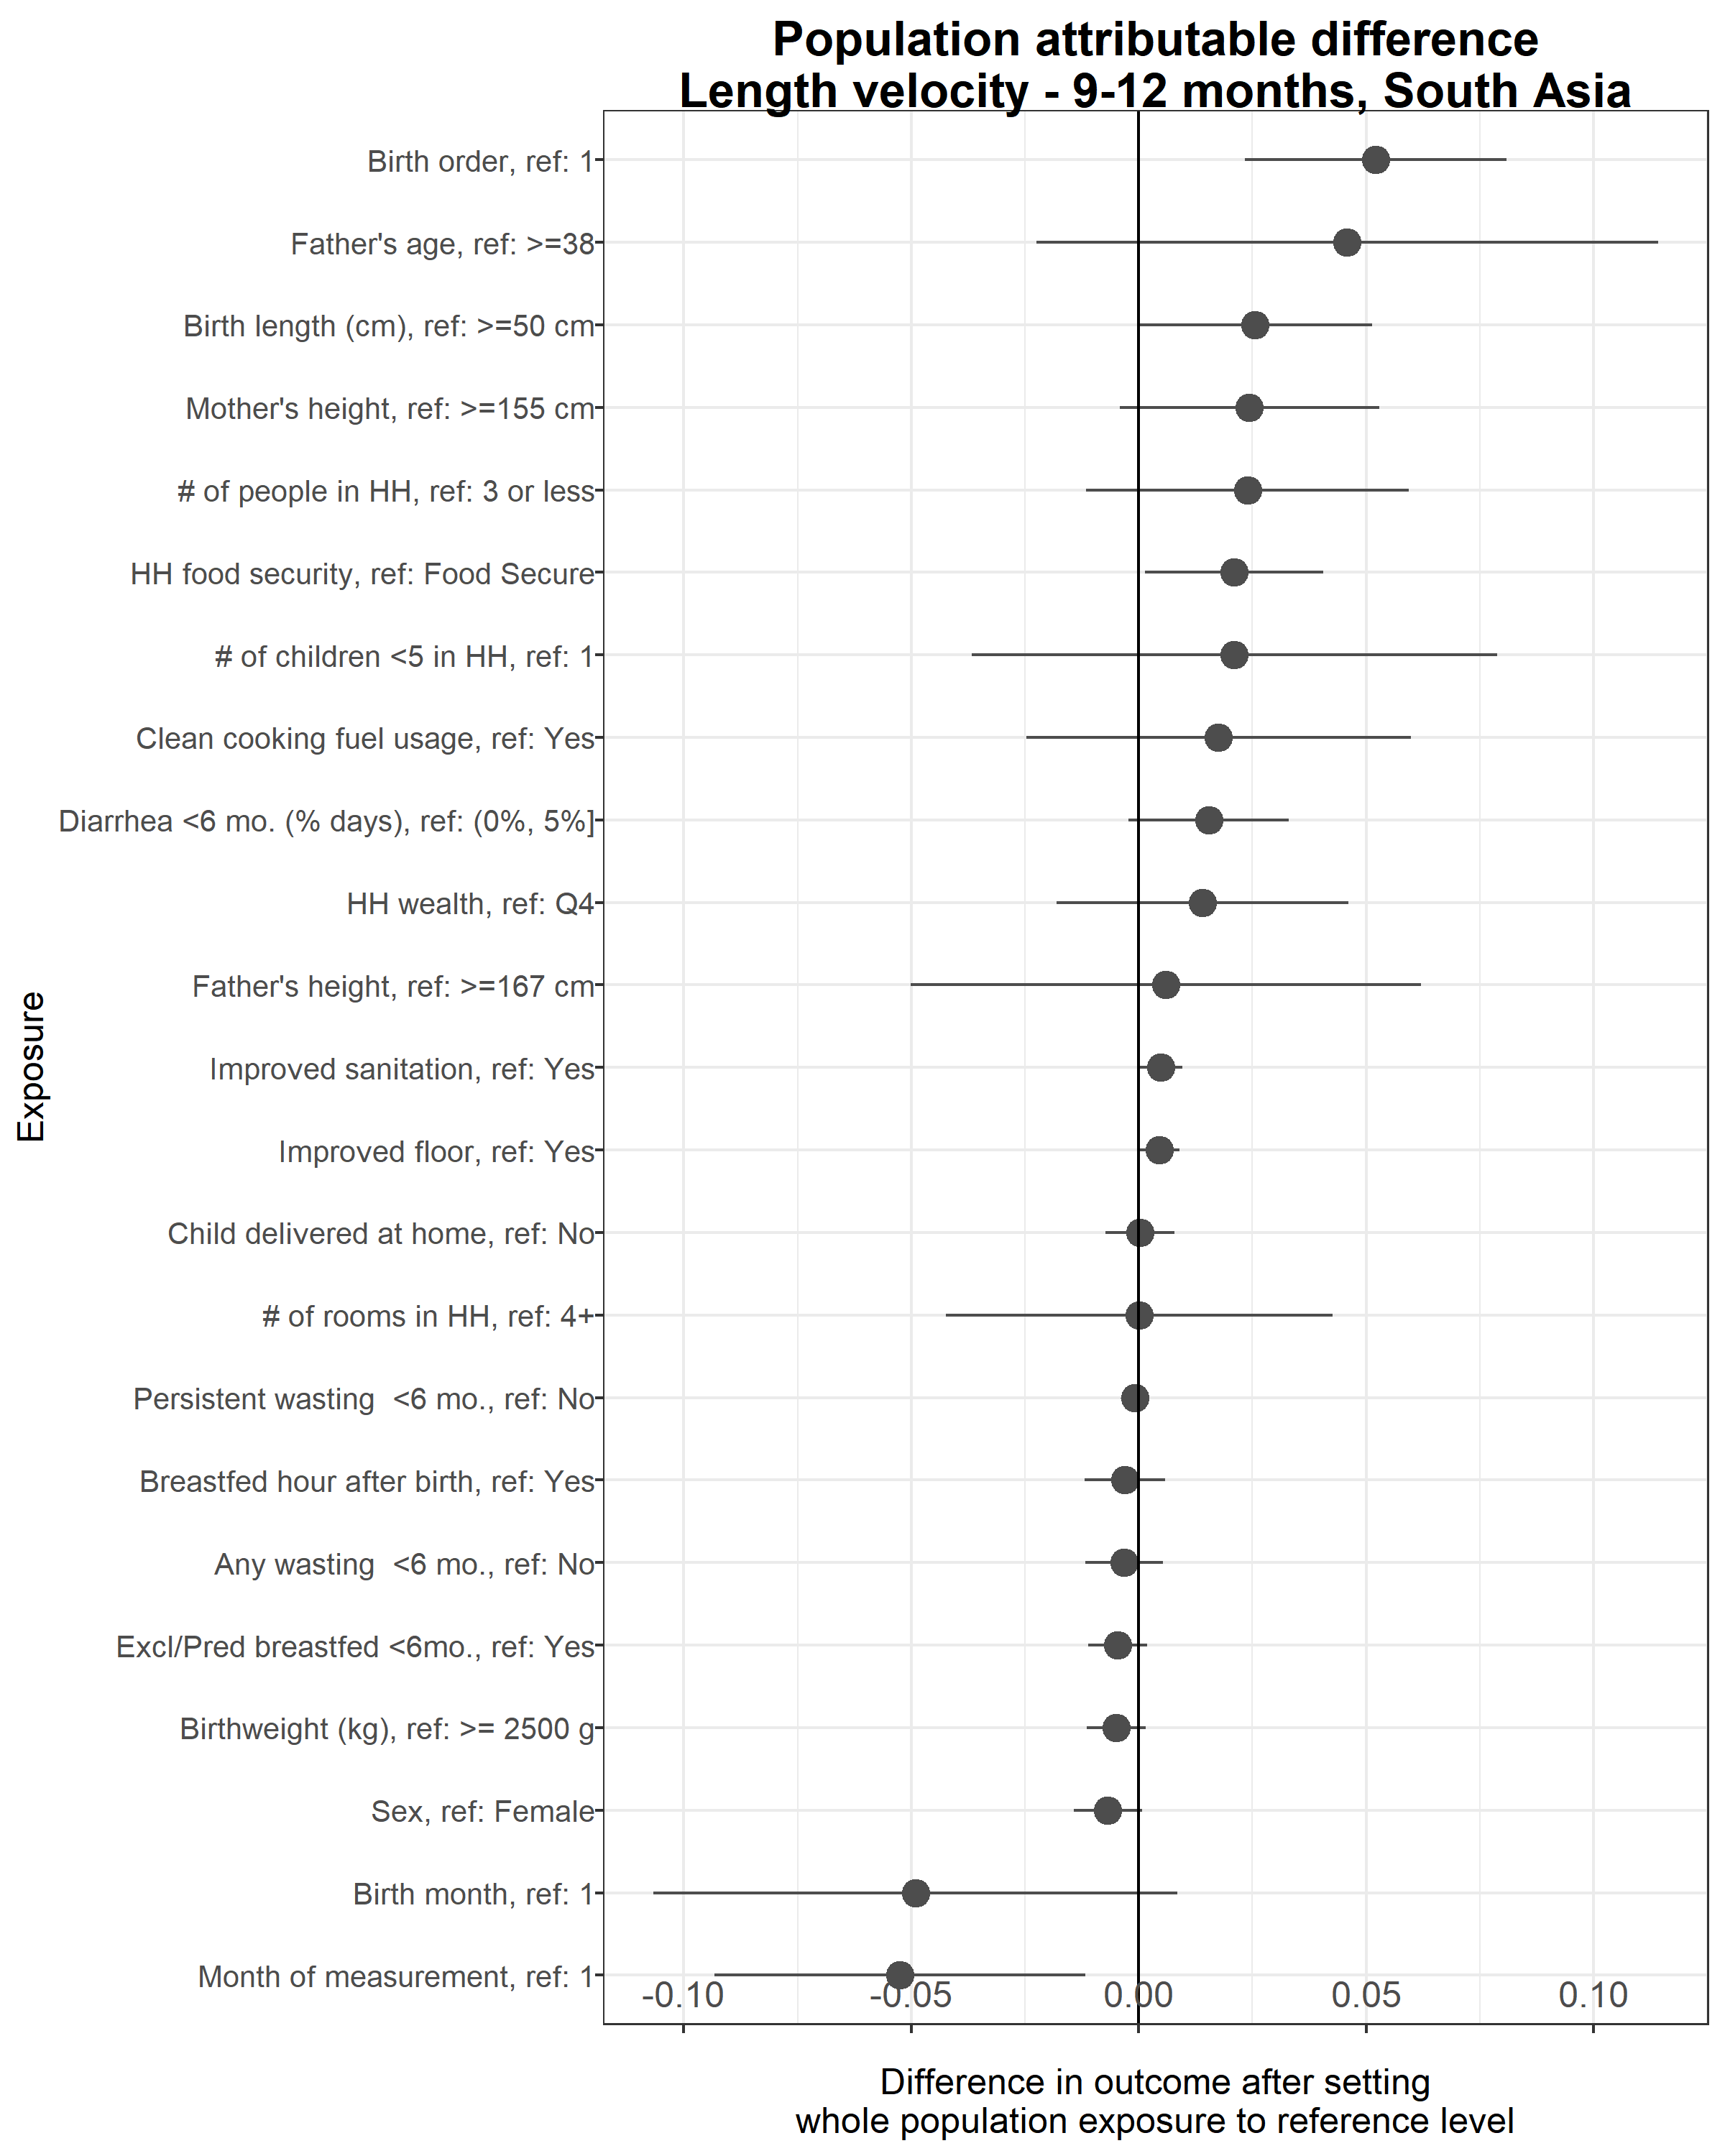 Population attributable difference
Length velocity - 9-12 months, South Asia
Birth order, ref: 1
Father's age, ref: >=38
Birth length (cm), ref: >=50 cm
Mother's height, ref: >=155 cm
# of people in HH, ref: 3 or less
HH food security, ref: Food Secure
# of children <5 in HH, ref: 1
Clean cooking fuel usage, ref: Yes
Diarrhea <6 mo. (% days), ref: (0%, 5%]
HH wealth, ref: Q4
Father's height, ref: >=167 cm
Improved sanitation, ref: Yes
Improved floor, ref: Yes
Child delivered at home, ref: No
# of rooms in HH, ref: 4+
Persistent wasting  <6 mo., ref: No
Breastfed hour after birth, ref: Yes
Any wasting  <6 mo., ref: No
Excl/Pred breastfed <6mo., ref: Yes
Birthweight (kg), ref: >= 2500 g
Sex, ref: Female
Birth month, ref: 1
Month of measurement, ref: 1
Exposure
-0.10 -0.05 0.00 0.05 0.10
Difference in outcome after setting
whole population exposure to reference level